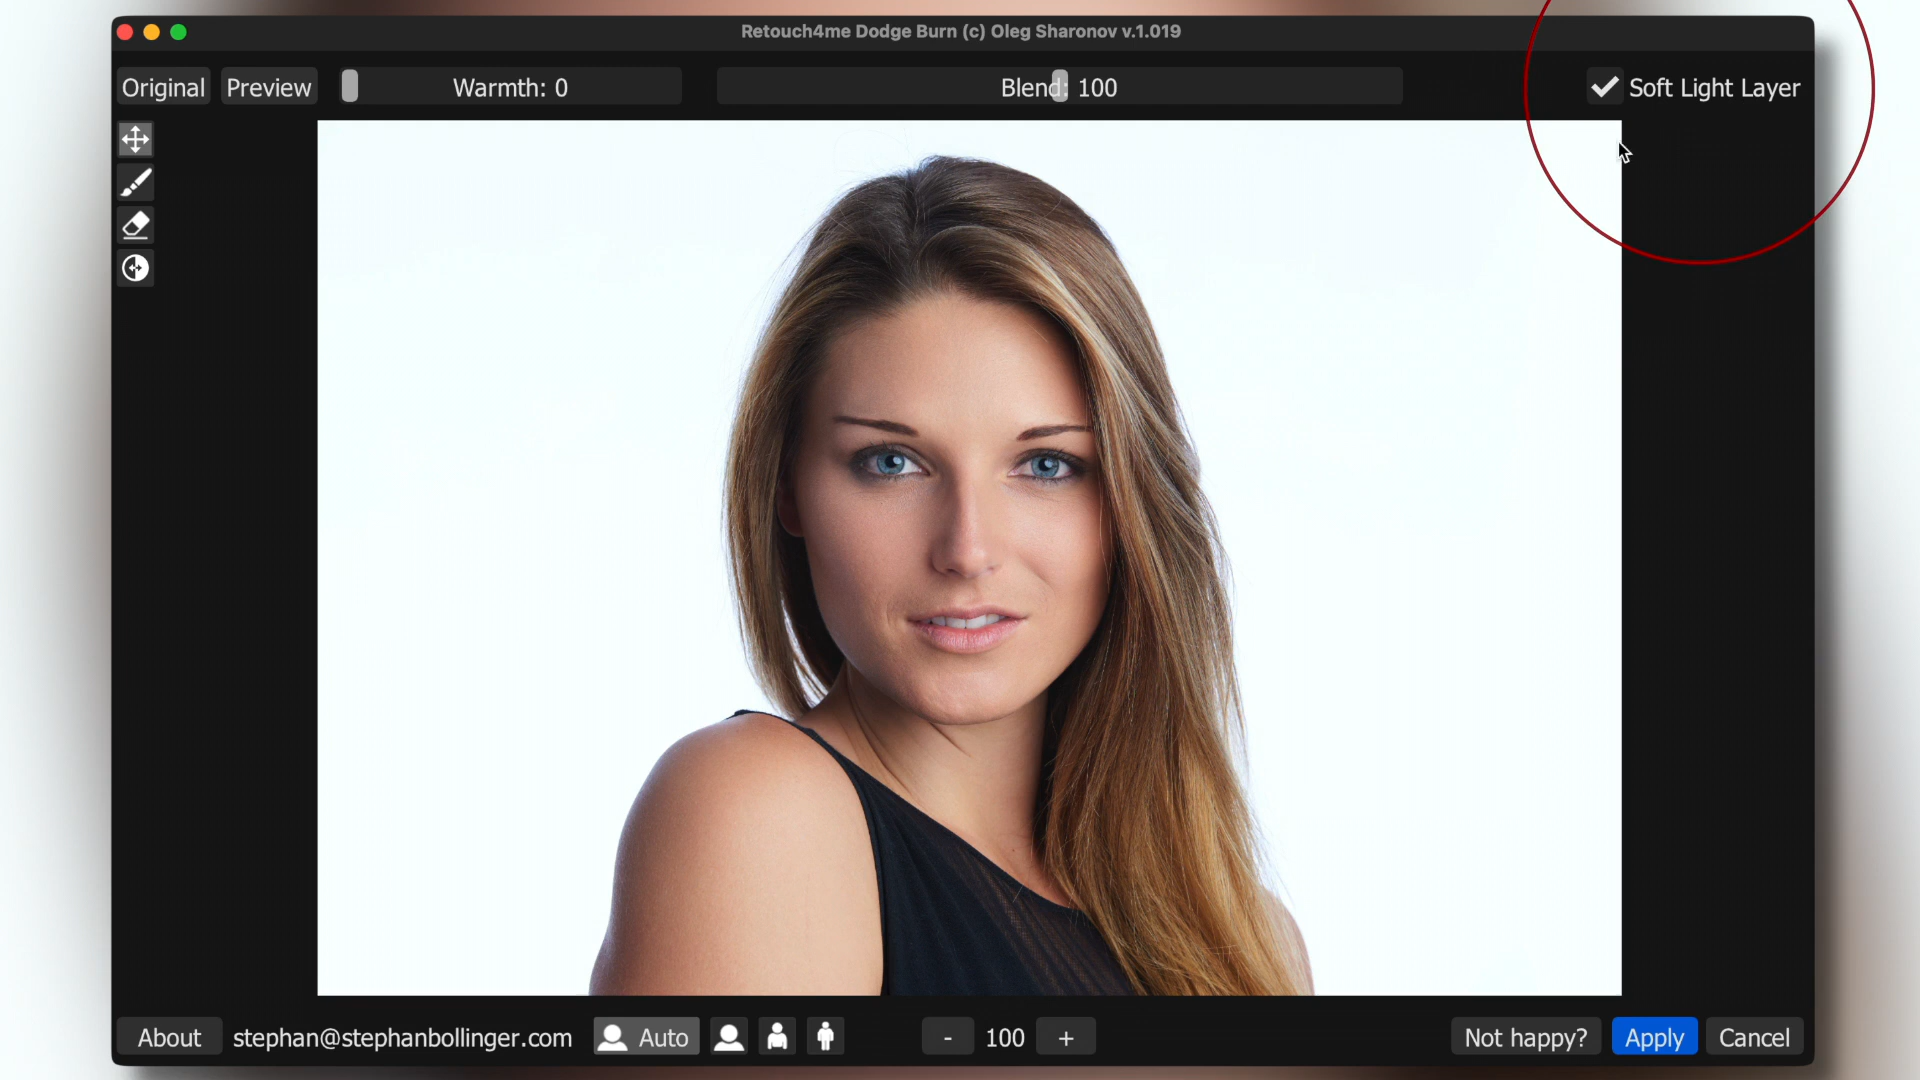 Retouch4me Dodge Burn (c) Oleg Sharonov v.1.019
Original Preview Warmth: 0 Blend: 100 Soft Light Layer
About stephan@stephanbollinger.com Auto - 100 + Not happy? Apply Cancel